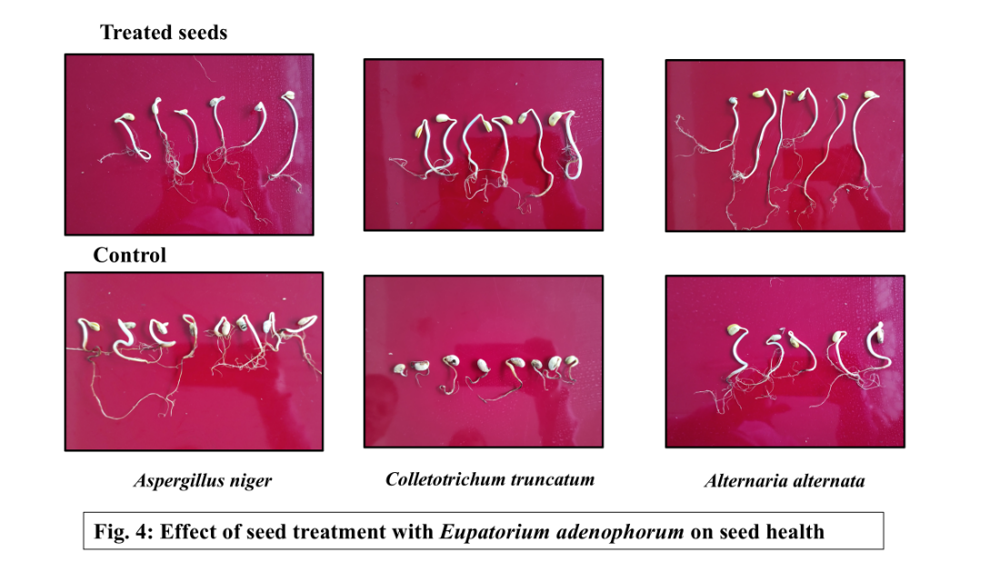 Treated seeds
Control
Aspergillus niger
Colletotrichum truncatum
Alternaria alternata
Fig. 4: Effect of seed treatment with Eupatorium adenophorum on seed health